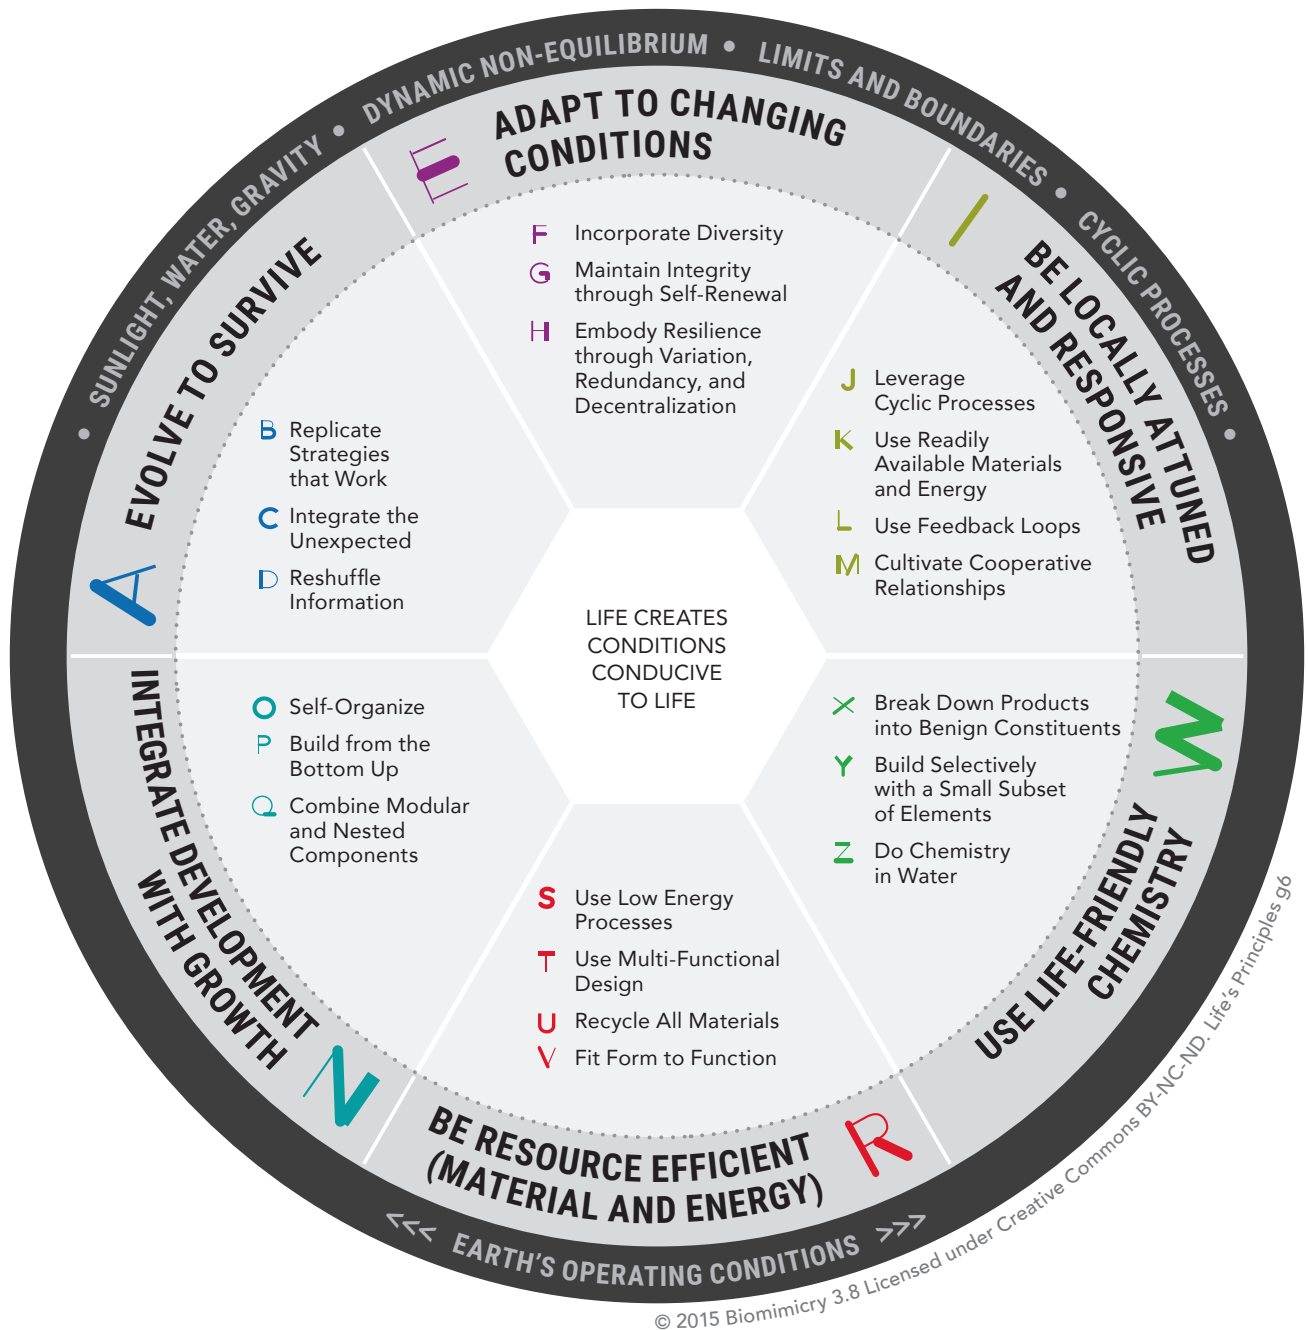 SUNLIGHT, WATER, GRAVITY • DYNAMIC NON-EQUILIBRIUM • LIMITS AND BOUNDARIES • CYCLIC PROCESSES •
A
EVOLVE TO SURVIVE
B Replicate
Strategies
that Work
C Integrate the
Unexpected
D Reshuffle
Information
E
ADAPT TO CHANGING
CONDITIONS
F Incorporate Diversity
G Maintain Integrity
through Self-Renewal
H Embody Resilience
through Variation,
Redundancy, and
Decentralization
I
BE LOCALLY ATTUNED
AND RESPONSIVE
J Leverage
Cyclic Processes
K Use Readily
Available Materials
and Energy
L Use Feedback Loops
M Cultivate Cooperative
Relationships
LIFE CREATES
CONDITIONS
CONDUCIVE
TO LIFE
N
INTEGRATE DEVELOPMENT
WITH GROWTH
O Self-Organize
P Build from the
Bottom Up
Q Combine Modular
and Nested
Components
R
BE RESOURCE EFFICIENT
(MATERIAL AND ENERGY)
S Use Low Energy
Processes
T Use Multi-Functional
Design
U Recycle All Materials
V Fit Form to Function
W
USE LIFE-FRIENDLY
CHEMISTRY
X Break Down Products
into Benign Constituents
Y Build Selectively
with a Small Subset
of Elements
Z Do Chemistry
in Water
<<< EARTH'S OPERATING CONDITIONS >>>
© 2015 Biomimicry 3.8 Licensed under Creative Commons BY-NC-ND. Life's Principles g6